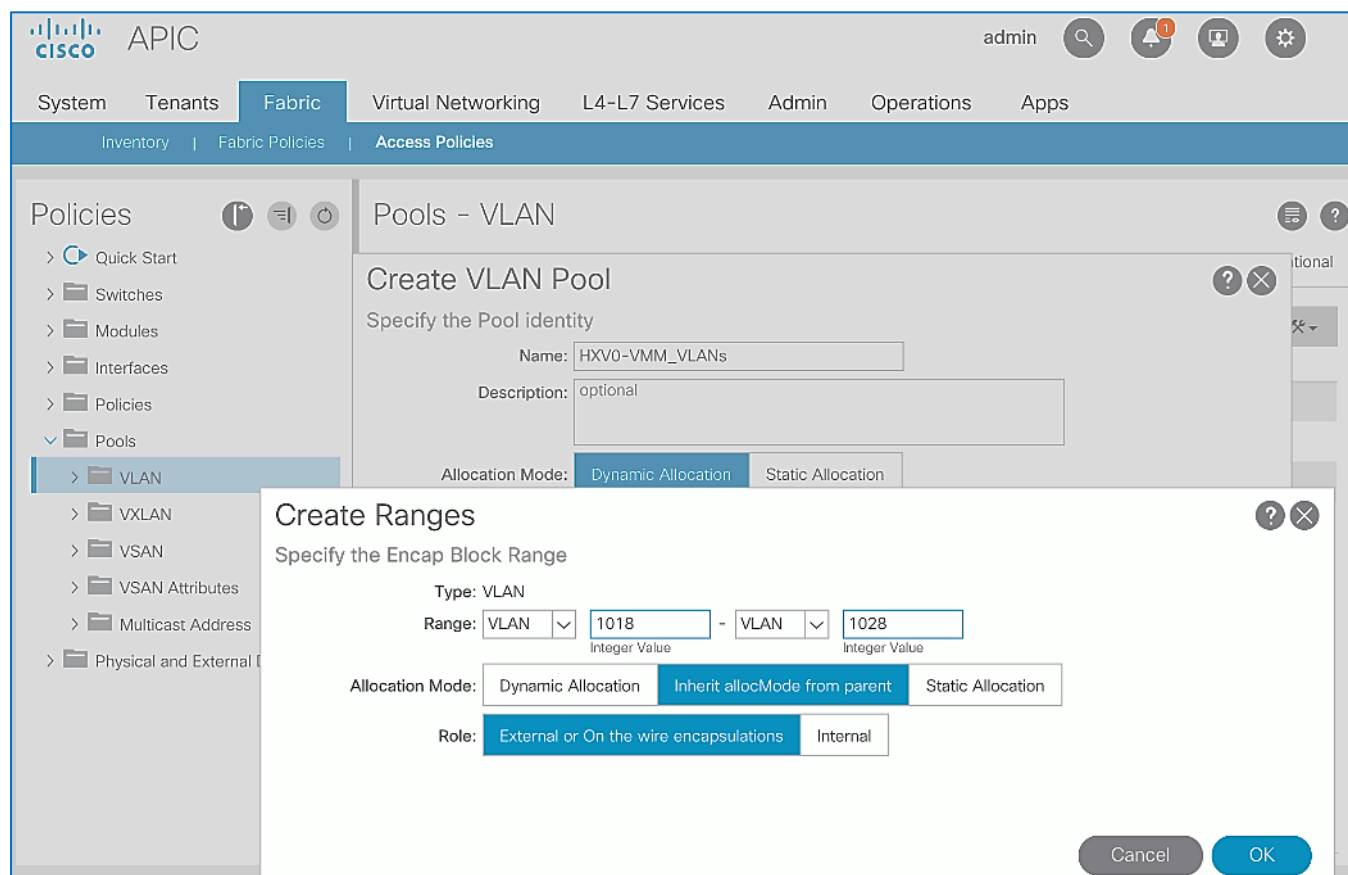 cisco APIC admin 1
System Tenants Fabric Virtual Networking L4-L7 Services Admin Operations Apps
Inventory | Fabric Policies | Access Policies
Policies
Quick Start
Switches
Modules
Interfaces
Policies
Pools
VLAN
VXLAN
VSAN
VSAN Attributes
Multicast Address
Physical and External
Pools - VLAN
?
tional
Create VLAN Pool ?
Specify the Pool identity
Name: HXV0-VMM_VLANs
Description: optional
Allocation Mode: Dynamic Allocation Static Allocation
Create Ranges ?
Specify the Encap Block Range
Type: VLAN
Range: VLAN 1018 - VLAN 1028
Integer Value Integer Value
Allocation Mode: Dynamic Allocation Inherit allocMode from parent Static Allocation
Role: External or On the wire encapsulations Internal
Cancel OK